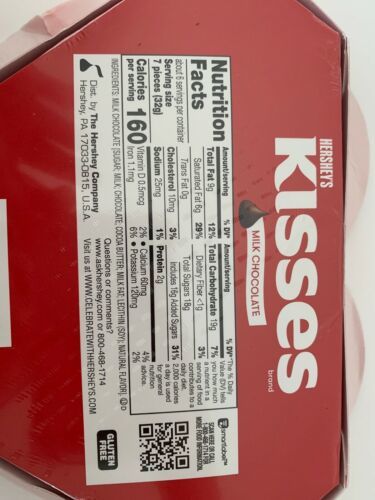 HERSHEY'S
Kisses
brand
MILK CHOCOLATE
Nutrition
Facts
about 6 servings per container
Serving size
7 pieces (32g)
Calories
per serving 160
Amount/serving % DV*
Total Fat 9g 12%
Saturated Fat 6g 29%
Trans Fat 0g
Cholesterol 10mg 3%
Sodium 25mg 1%
Amount/serving % DV*
Total Carbohydrate 19g 7%
Dietary Fiber <1g 3%
Total Sugars 18g
Includes 16g Added Sugars 31%
Protein 2g
Vitamin D 0.5mcg 2% • Calcium 60mg 4%
Iron 1.1mg 6% • Potassium 120mg 2%
*The % Daily
Value (DV) tells
you how much
a nutrient in a
serving of food
contributes to a
daily diet.
2,000 calories
a day is used
for general
nutrition
advice.
smartlabel™
SCAN HERE OR CALL
1-800-468-1714 FOR
MORE FOOD INFORMATION.
INGREDIENTS: MILK CHOCOLATE [SUGAR; MILK; CHOCOLATE; COCOA BUTTER; MILK FAT; LECITHIN (SOY); NATURAL FLAVOR].
GLUTEN
FREE
Dist. by The Hershey Company
Hershey, PA 17033-0815, U.S.A.
Questions or comments?
www.askhershey.com or 800-468-1714
Visit us at WWW.CELEBRATEWITHHERSHEYS.COM